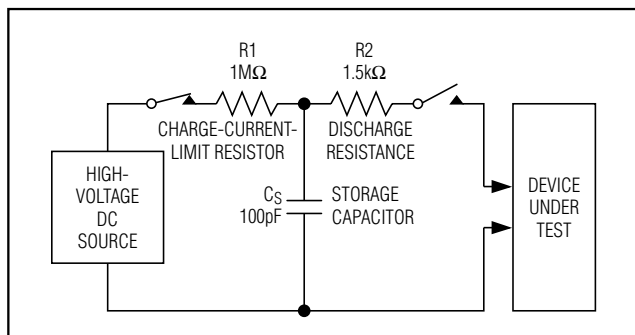 R1
1MΩ
R2
1.5kΩ
CHARGE-CURRENT-
LIMIT RESISTOR
DISCHARGE
RESISTANCE
HIGH-
VOLTAGE
DC
SOURCE
CS
100pF
STORAGE
CAPACITOR
DEVICE
UNDER
TEST